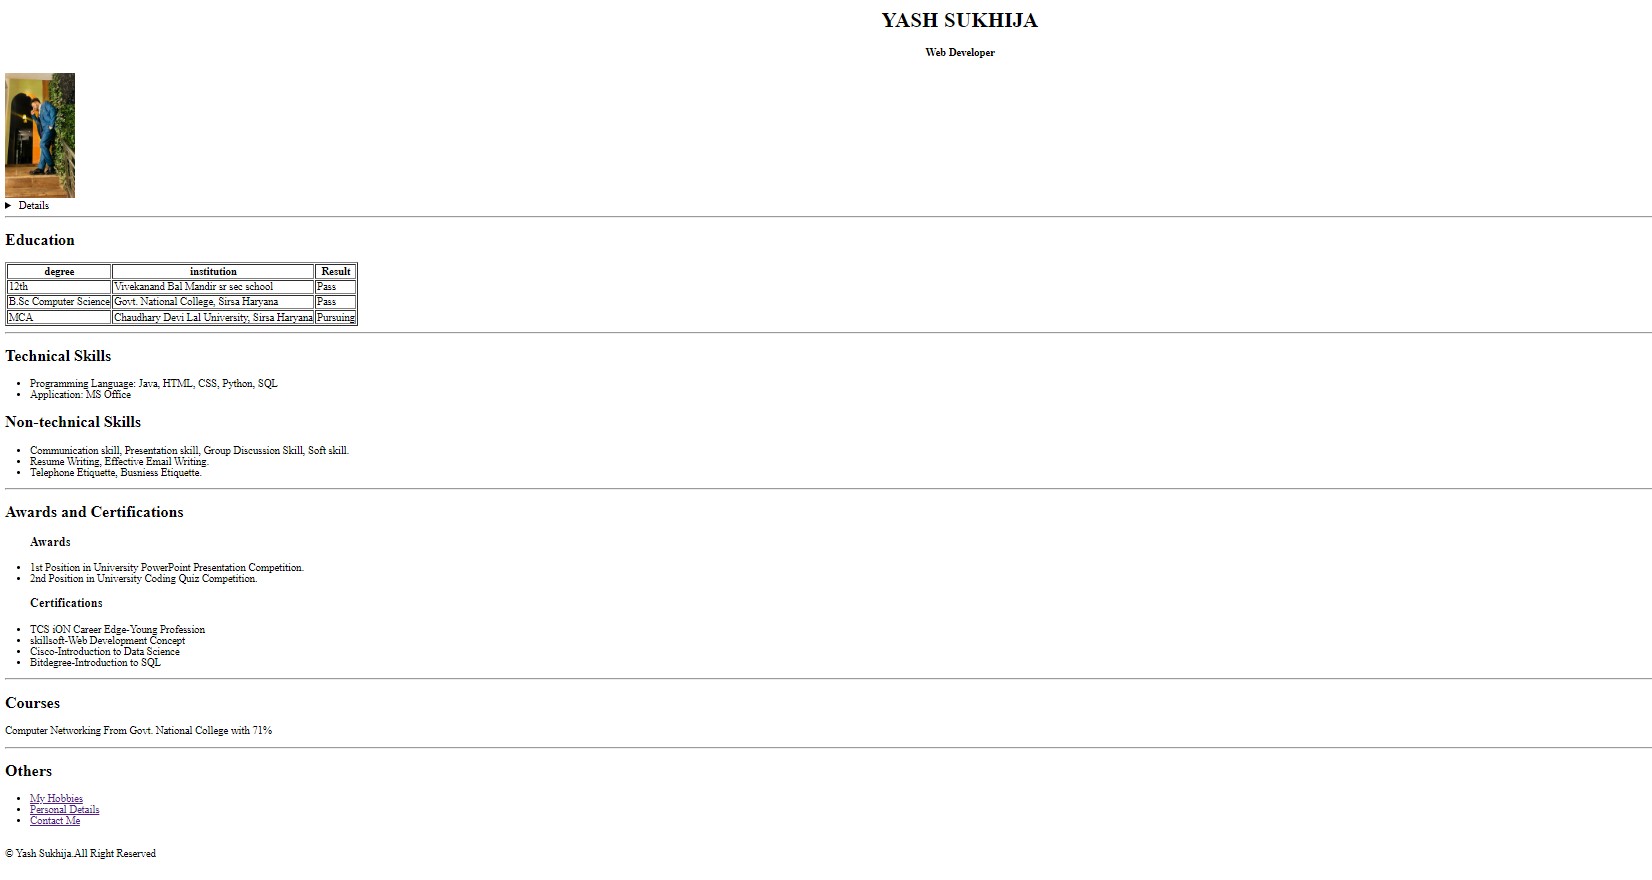 YASH SUKHIJA
Web Developer
Details
Education
degree institution Result
12th Vivekanand Bal Mandir sr sec school Pass
B.Sc Computer Science Govt. National College, Sirsa Haryana Pass
MCA Chaudhary Devi Lal University, Sirsa Haryana Pursuing
Technical Skills
Programming Language: Java, HTML, CSS, Python, SQL
Application: MS Office
Non-technical Skills
Communication skill, Presentation skill, Group Discussion Skill, Soft skill.
Resume Writing, Effective Email Writing.
Telephone Etiquette, Busniess Etiquette.
Awards and Certifications
Awards
1st Position in University PowerPoint Presentation Competition.
2nd Position in University Coding Quiz Competition.
Certifications
TCS iON Career Edge-Young Profession
skillsoft-Web Development Concept
Cisco-Introduction to Data Science
Bitdegree-Introduction to SQL
Courses
Computer Networking From Govt. National College with 71%
Others
My Hobbies
Personal Details
Contact Me
© Yash Sukhija.All Right Reserved